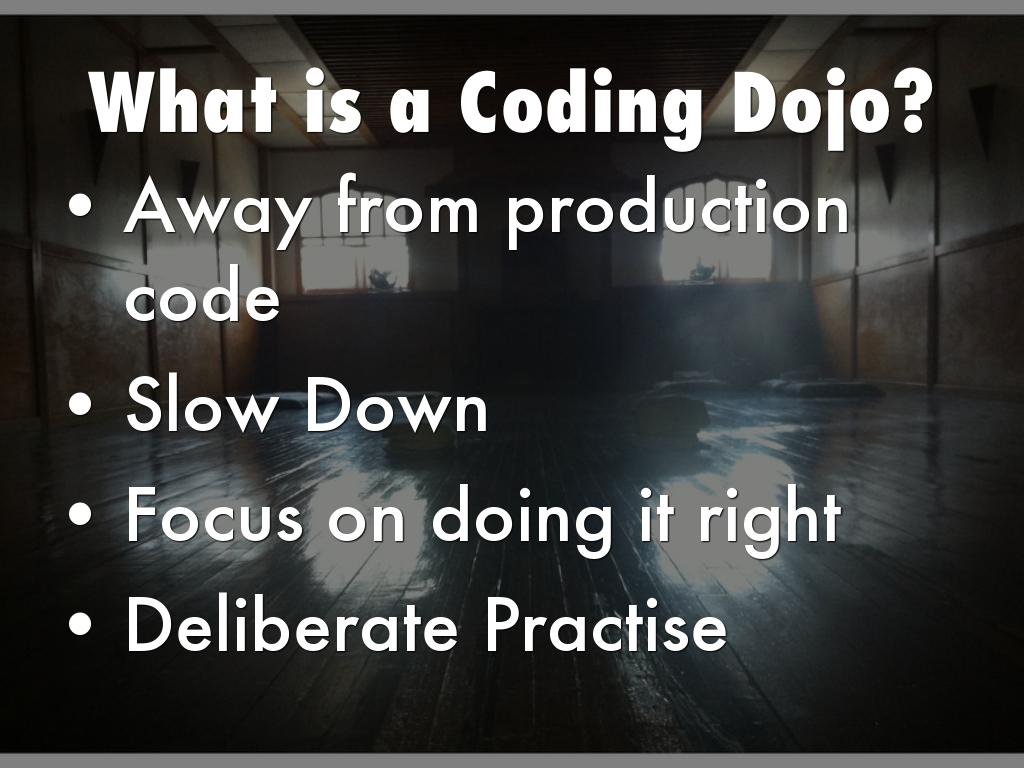 What is a Coding Dojo?
• Away from production
code
• Slow Down
• Focus on doing it right
• Deliberate Practise